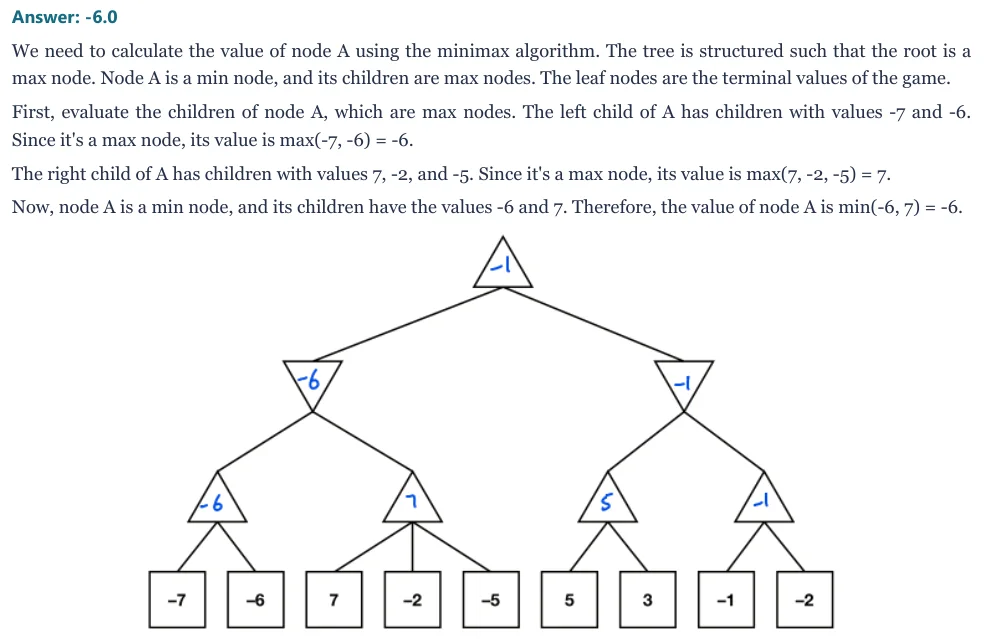 Answer: -6.0
We need to calculate the value of node A using the minimax algorithm. The tree is structured such that the root is a
max node. Node A is a min node, and its children are max nodes. The leaf nodes are the terminal values of the game.
First, evaluate the children of node A, which are max nodes. The left child of A has children with values -7 and -6.
Since it's a max node, its value is max(-7, -6) = -6.
The right child of A has children with values 7, -2, and -5. Since it's a max node, its value is max(7, -2, -5) = 7.
Now, node A is a min node, and its children have the values -6 and 7. Therefore, the value of node A is min(-6, 7) = -6.
-1
-6 -1
-6 7 5 -1
-7 -6 7 -2 -5 5 3 -1 -2